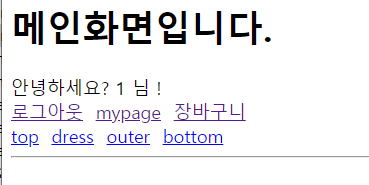 메인화면입니다.
안녕하세요? 1 님 !
로그아웃 mypage 장바구니
top dress outer bottom